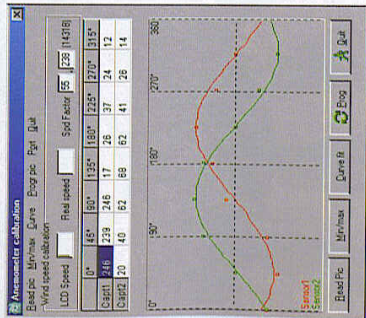 Anemometer calibration
Read pic Min/max Curve Progr pic Port Quit
Wind speed calibration
LCD Speed Real speed Spd Factor 55 239 (14318)
0° 45° 90° 135° 180° 225° 270° 315°
Capt1 246 239 246 17 26 37 24 12
Capt2 20 40 62 68 62 41 26 14
0° 90° 180° 270° 360°
Sensor1
Sensor2
Read Pic Min/max Curve fit Prog Quit